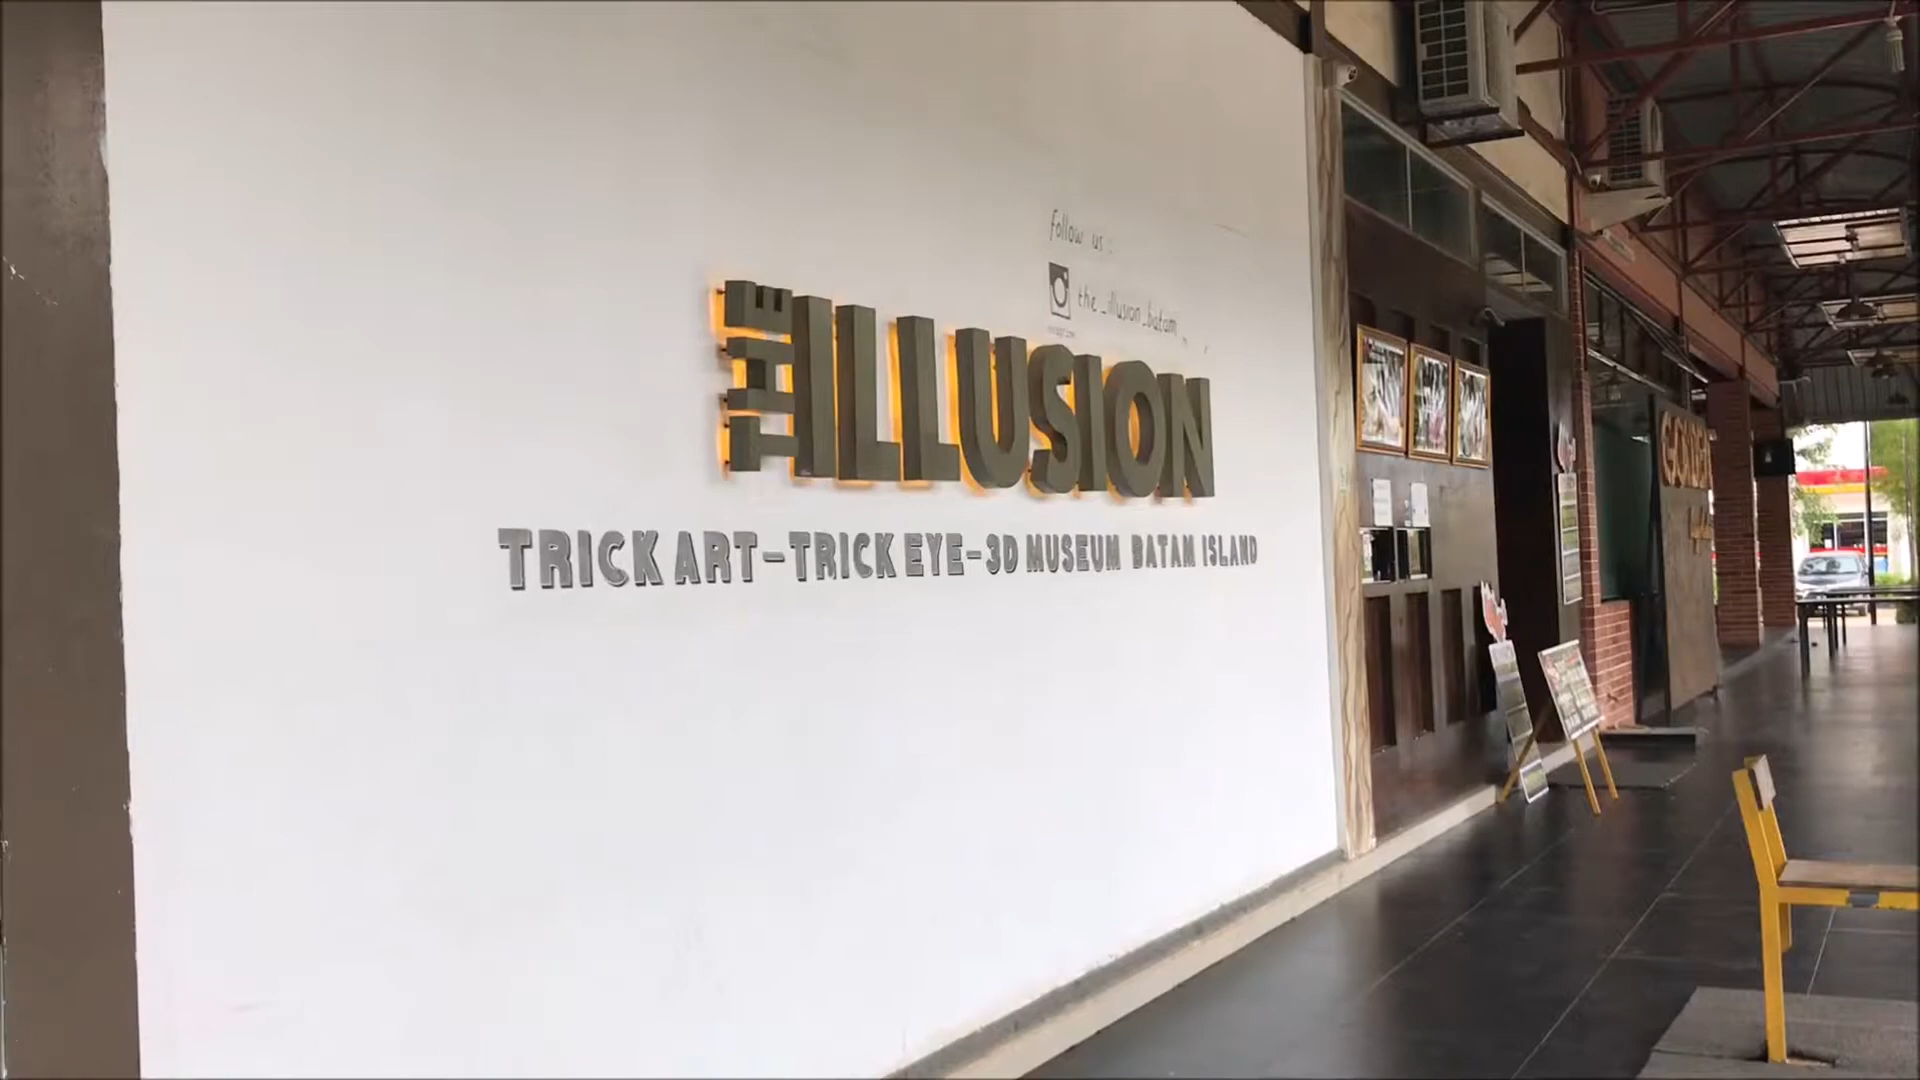 follow us :
the_illusion_batam
THE ILLUSION
TRICK ART-TRICK EYE-3D MUSEUM BATAM ISLAND